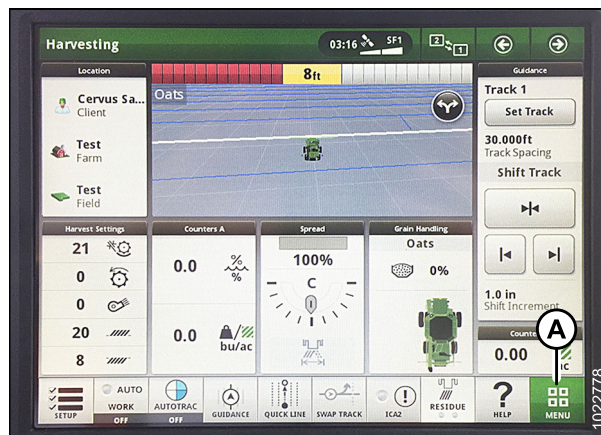 Harvesting
03:16
SF1
2
1
Location
Cervus Sa...
Client
Test
Farm
Test
Field
8ft
Oats
Guidance
Track 1
Set Track
30.000ft
Track Spacing
Shift Track
1.0 in
Shift Increment
Harvest Settings
21
0
0
20
8
Counters A
0.0
%
%
0.0
bu/ac
Spread
100%
C
Grain Handling
Oats
0%
0.00
A
SETUP
AUTO
WORK
OFF
AUTOTRAC
OFF
GUIDANCE
QUICK LINE
SWAP TRACK
ICA2
RESIDUE
?
HELP
MENU
1022778